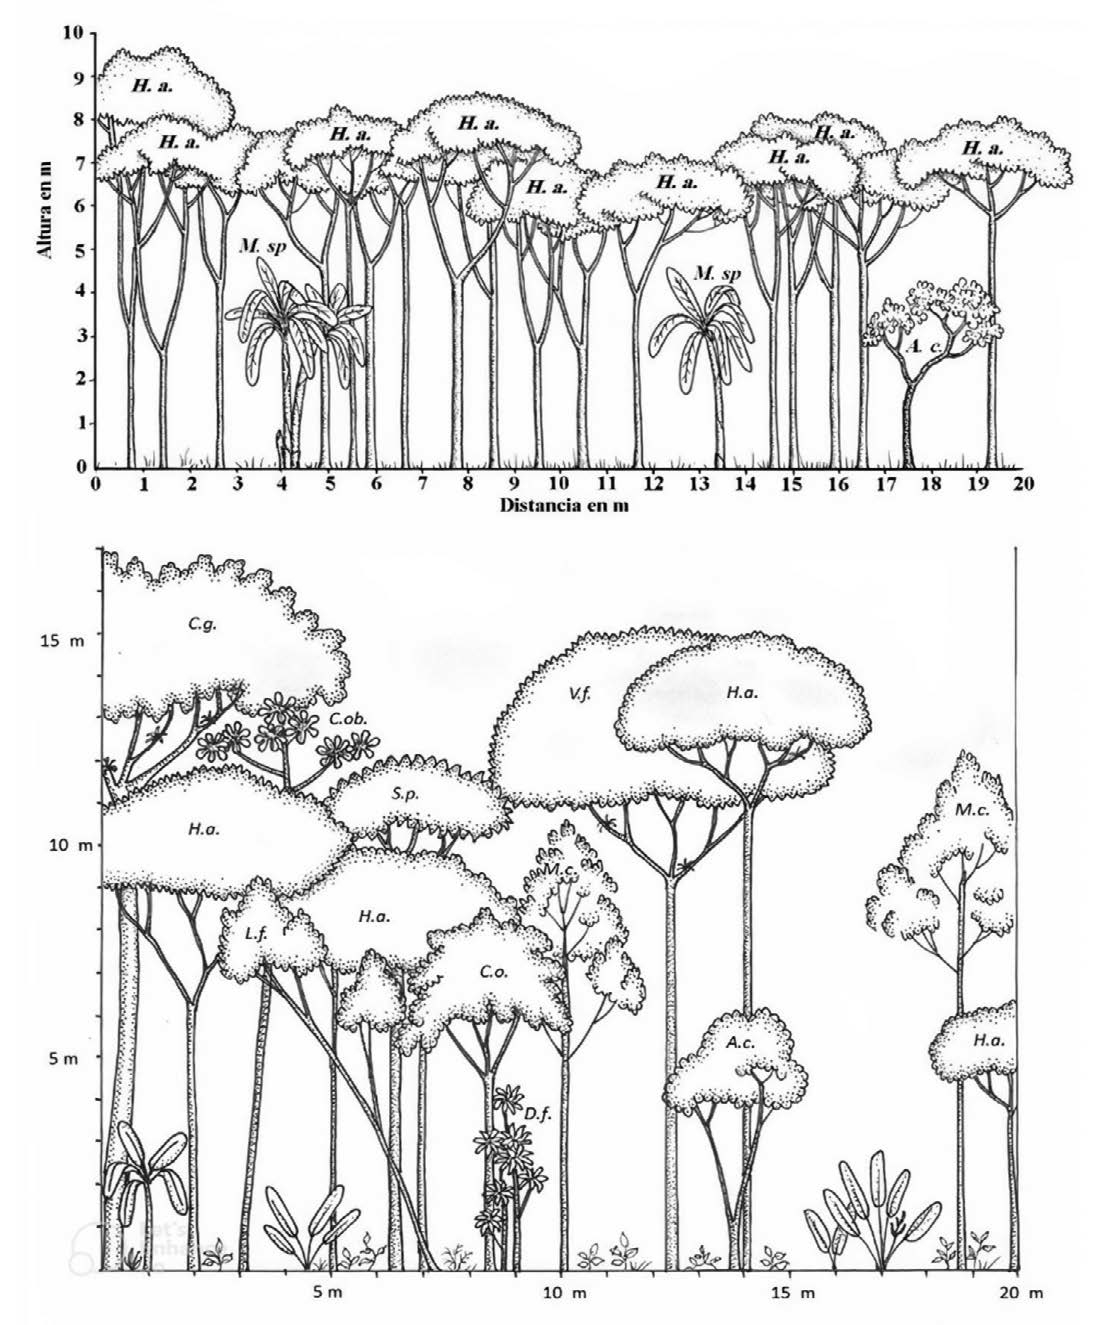 10
9
8
7
6
5
4
3
2
1
0
Altura en m
H. a.
H. a.
H. a.
H. a.
H. a.
H. a.
H. a.
H. a.
H. a.
M. sp
M. sp
A. c.
0 1 2 3 4 5 6 7 8 9 10 11 12 13 14 15 16 17 18 19 20
Distancia en m
15 m
10 m
5 m
C.g.
C.ob.
V.f.
H.a.
S.p.
H.a.
M.c.
M.c.
H.a.
L.f.
C.o.
A.c.
H.a.
D.f.
Let's
5 m 10 m 15 m 20 m